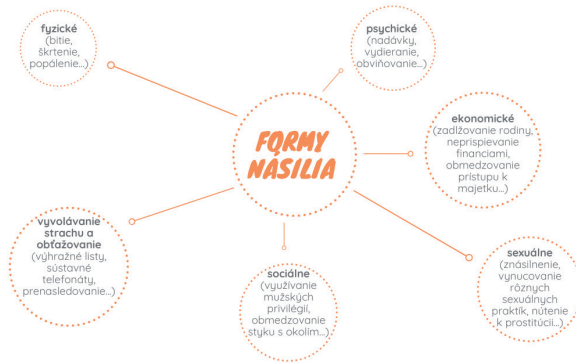 fyzické
(bitie,
škrtenie,
popálenie...)
psychické
(nadávky,
vydieranie,
obviňovanie...)
FORMY
NÁSILIA
ekonomické
(zadlžovanie rodiny,
neprispievanie
financiami,
obmedzovanie
prístupu k
majetku...)
vyvolávanie
strachu a
obťažovanie
(výhražné listy,
sústavné
telefonáty,
prenasledovanie...)
sociálne
(využívanie
mužských
privilégií,
obmedzovanie
styku s okolím...)
sexuálne
(znásilnenie,
vynucovanie
rôznych
sexuálnych
praktík, nútenie
k prostitúcii...)